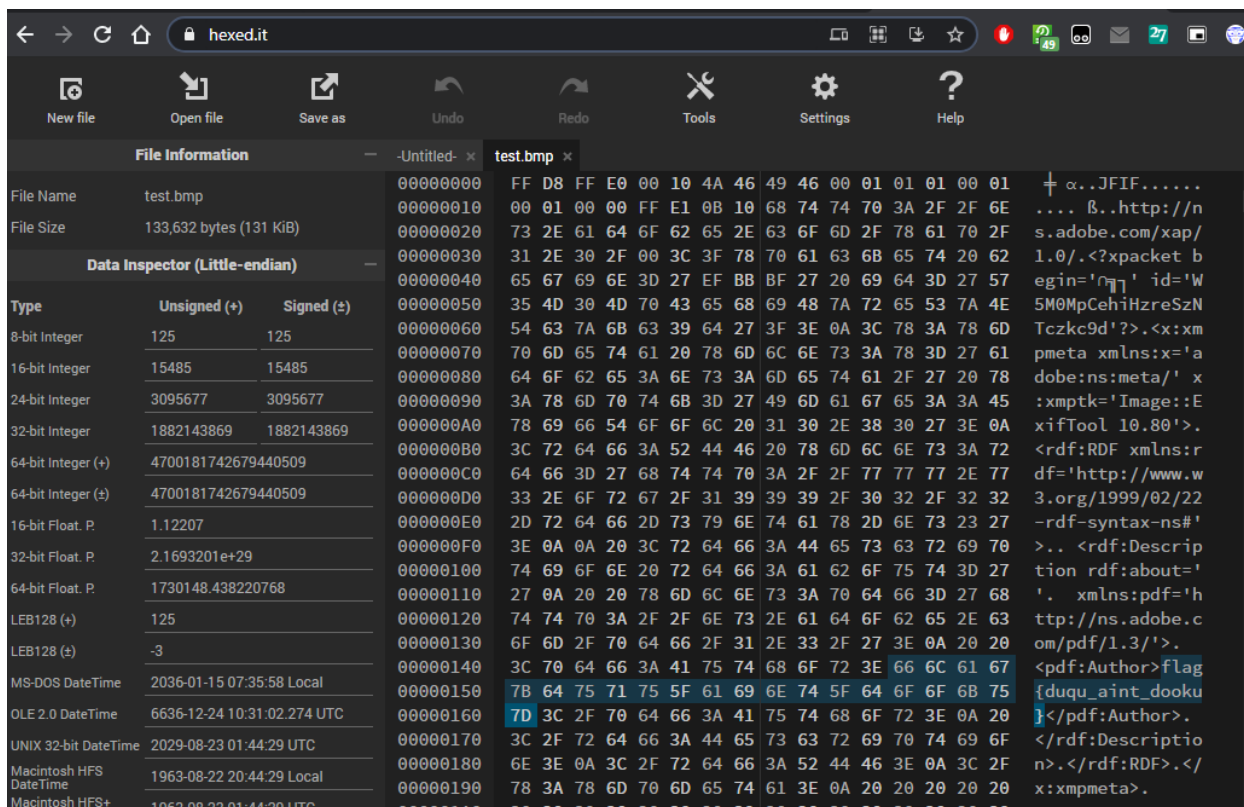 hexed.it
49
27
New file Open file Save as Undo Redo Tools Settings Help
File Information
-Untitled- × test.bmp ×
File Name test.bmp
File Size 133,632 bytes (131 KiB)
Data Inspector (Little-endian)
Type Unsigned (+) Signed (±)
8-bit Integer 125 125
16-bit Integer 15485 15485
24-bit Integer 3095677 3095677
32-bit Integer 1882143869 1882143869
64-bit Integer (+) 4700181742679440509
64-bit Integer (±) 4700181742679440509
16-bit Float. P. 1.12207
32-bit Float. P. 2.1693201e+29
64-bit Float. P. 1730148.438220768
LEB128 (+) 125
LEB128 (±) -3
MS-DOS DateTime 2036-01-15 07:35:58 Local
OLE 2.0 DateTime 6636-12-24 10:31:02.274 UTC
UNIX 32-bit DateTime 2029-08-23 01:44:29 UTC
Macintosh HFS DateTime 1963-08-22 20:44:29 Local
Macintosh HFS+
00000000 FF D8 FF E0 00 10 4A 46 49 46 00 01 01 01 00 01 ╪ α..JFIF......
00000010 00 01 00 00 FF E1 0B 10 68 74 74 70 3A 2F 2F 6E .... ß..http://n
00000020 73 2E 61 64 6F 62 65 2E 63 6F 6D 2F 78 61 70 2F s.adobe.com/xap/
00000030 31 2E 30 2F 00 3C 3F 78 70 61 63 6B 65 74 20 62 1.0/.<?xpacket b
00000040 65 67 69 6E 3D 27 EF BB BF 27 20 69 64 3D 27 57 egin='∩╗┐' id='W
00000050 35 4D 30 4D 70 43 65 68 69 48 7A 72 65 53 7A 4E 5M0MpCehiHzreSzN
00000060 54 63 7A 6B 63 39 64 27 3F 3E 0A 3C 78 3A 78 6D Tczkc9d'?>.<x:xm
00000070 70 6D 65 74 61 20 78 6D 6C 6E 73 3A 78 3D 27 61 pmeta xmlns:x='a
00000080 64 6F 62 65 3A 6E 73 3A 6D 65 74 61 2F 27 20 78 dobe:ns:meta/' x
00000090 3A 78 6D 70 74 6B 3D 27 49 6D 61 67 65 3A 3A 45 :xmptk='Image::E
000000A0 78 69 66 54 6F 6F 6C 20 31 30 2E 38 30 27 3E 0A xifTool 10.80'>.
000000B0 3C 72 64 66 3A 52 44 46 20 78 6D 6C 6E 73 3A 72 <rdf:RDF xmlns:r
000000C0 64 66 3D 27 68 74 74 70 3A 2F 2F 77 77 77 2E 77 df='http://www.w
000000D0 33 2E 6F 72 67 2F 31 39 39 39 2F 30 32 2F 32 32 3.org/1999/02/22
000000E0 2D 72 64 66 2D 73 79 6E 74 61 78 2D 6E 73 23 27 -rdf-syntax-ns#'
000000F0 3E 0A 0A 20 3C 72 64 66 3A 44 65 73 63 72 69 70 >.. <rdf:Descrip
00000100 74 69 6F 6E 20 72 64 66 3A 61 62 6F 75 74 3D 27 tion rdf:about='
00000110 27 0A 20 20 78 6D 6C 6E 73 3A 70 64 66 3D 27 68 '.  xmlns:pdf='h
00000120 74 74 70 3A 2F 2F 6E 73 2E 61 64 6F 62 65 2E 63 ttp://ns.adobe.c
00000130 6F 6D 2F 70 64 66 2F 31 2E 33 2F 27 3E 0A 20 20 om/pdf/1.3/'>.
00000140 3C 70 64 66 3A 41 75 74 68 6F 72 3E 66 6C 61 67 <pdf:Author>flag
00000150 7B 64 75 71 75 5F 61 69 6E 74 5F 64 6F 6F 6B 75 {duqu_aint_dooku
00000160 7D 3C 2F 70 64 66 3A 41 75 74 68 6F 72 3E 0A 20 }</pdf:Author>.
00000170 3C 2F 72 64 66 3A 44 65 73 63 72 69 70 74 69 6F </rdf:Descriptio
00000180 6E 3E 0A 3C 2F 72 64 66 3A 52 44 46 3E 0A 3C 2F n>.</rdf:RDF>.</
00000190 78 3A 78 6D 70 6D 65 74 61 3E 0A 20 20 20 20 20 x:xmpmeta>.